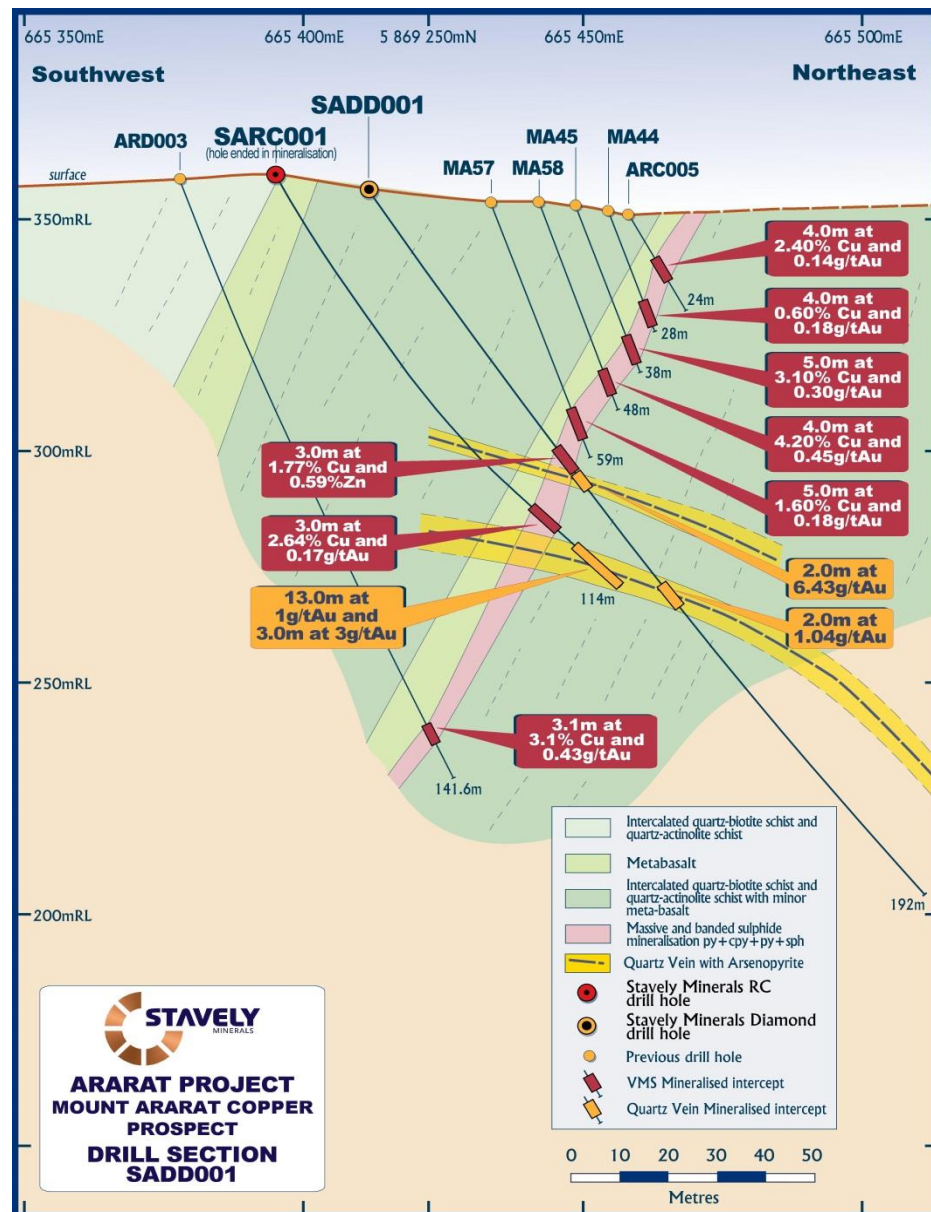 665 350mE
665 400mE
5 869 250mN
665 450mE
665 500mE
Southwest
Northeast
SADD001
ARD003
SARC001
(hole ended in mineralisation)
MA45
MA44
MA57
MA58
ARC005
surface
350mRL
4.0m at
2.40% Cu and
0.14g/tAu
24m
4.0m at
0.60% Cu and
0.18g/tAu
28m
5.0m at
3.10% Cu and
0.30g/tAu
38m
4.0m at
4.20% Cu and
0.45g/tAu
48m
300mRL
3.0m at
1.77% Cu and
0.59%Zn
59m
5.0m at
1.60% Cu and
0.18g/tAu
3.0m at
2.64% Cu and
0.17g/tAu
2.0m at
6.43g/tAu
13.0m at
1g/tAu and
3.0m at 3g/tAu
114m
2.0m at
1.04g/tAu
250mRL
3.1m at
3.1% Cu and
0.43g/tAu
141.6m
192m
200mRL
Intercalated quartz-biotite schist and
quartz-actinolite schist
Metabasalt
Intercalated quartz-biotite schist and
quartz-actinolite schist with minor
meta-basalt
Massive and banded sulphide
mineralisation py+cpy+py+sph
Quartz Vein with Arsenopyrite
Stavely Minerals RC
drill hole
Stavely Minerals Diamond
drill hole
Previous drill hole
VMS Mineralised intercept
Quartz Vein Mineralised intercept
STAVELY
MINERALS
ARARAT PROJECT
MOUNT ARARAT COPPER
PROSPECT
DRILL SECTION
SADD001
0 10 20 30 40 50
Metres